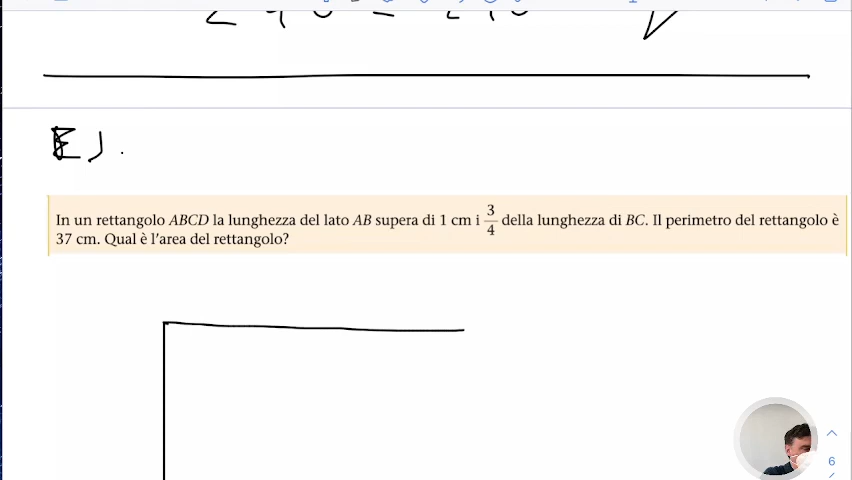 In un rettangolo ABCD la lunghezza del lato AB supera di 1 cm i 3/4 della lunghezza di BC. Il perimetro del rettangolo è
37 cm. Qual è l'area del rettangolo?
6